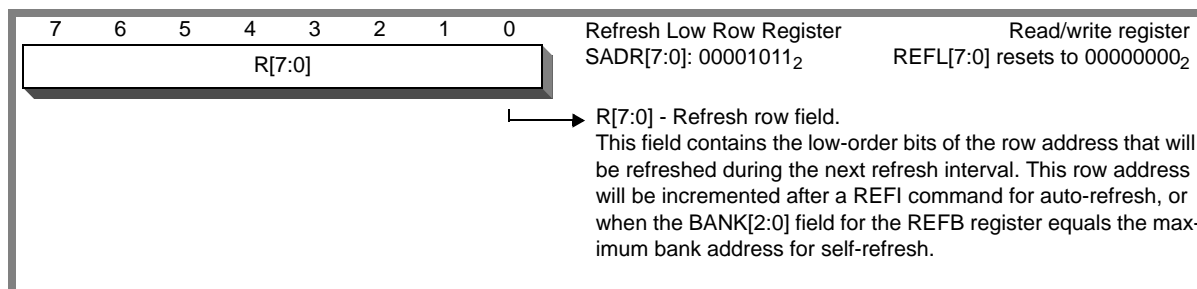 7 6 5 4 3 2 1 0
R[7:0]
Refresh Low Row Register
Read/write register
SADR[7:0]: 00001011₂
REFL[7:0] resets to 00000000₂
R[7:0] - Refresh row field.
This field contains the low-order bits of the row address that will
be refreshed during the next refresh interval. This row address
will be incremented after a REFI command for auto-refresh, or
when the BANK[2:0] field for the REFB register equals the max-
imum bank address for self-refresh.